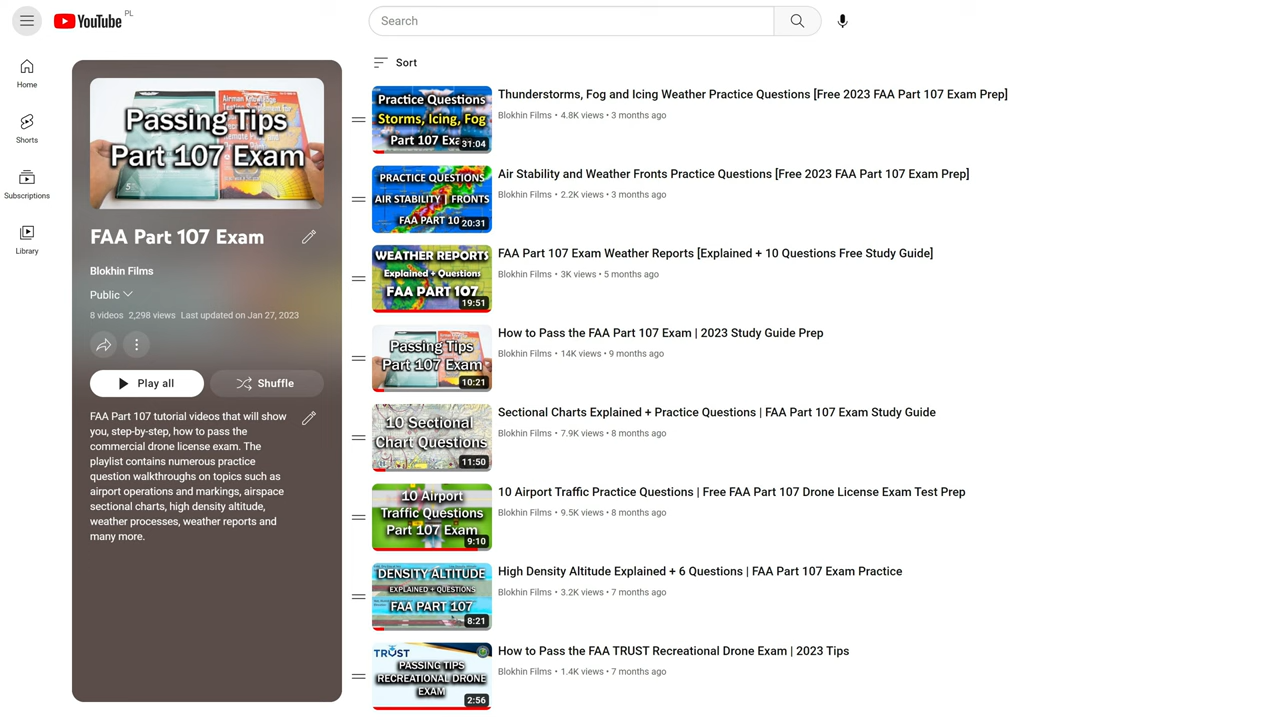 YouTube PL
Search
Home
Shorts
Subscriptions
Library
Passing Tips
Part 107 Exam
FAA Part 107 Exam
Blokhin Films
Public
8 videos 2,298 views Last updated on Jan 27, 2023
Play all
Shuffle
FAA Part 107 tutorial videos that will show
you, step-by-step, how to pass the
commercial drone license exam. The
playlist contains numerous practice
question walkthroughs on topics such as
airport operations and markings, airspace
sectional charts, high density altitude,
weather processes, weather reports and
many more.
Sort
Practice Questions
Storms, Icing, Fog
Part 107 Exa
31:04
Thunderstorms, Fog and Icing Weather Practice Questions [Free 2023 FAA Part 107 Exam Prep]
Blokhin Films • 4.8K views • 3 months ago
PRACTICE QUESTIONS
AIR STABILITY | FRONTS
FAA PART 10
20:31
Air Stability and Weather Fronts Practice Questions [Free 2023 FAA Part 107 Exam Prep]
Blokhin Films • 2.2K views • 3 months ago
WEATHER REPORTS
Explained + Questions
FAA PART 107
19:51
FAA Part 107 Exam Weather Reports [Explained + 10 Questions Free Study Guide]
Blokhin Films • 3K views • 5 months ago
Passing Tips
Part 107 Exam
10:21
How to Pass the FAA Part 107 Exam | 2023 Study Guide Prep
Blokhin Films • 14K views • 9 months ago
10 Sectional
Chart Questions
11:50
Sectional Charts Explained + Practice Questions | FAA Part 107 Exam Study Guide
Blokhin Films • 7.9K views • 8 months ago
10 Airport
Traffic Questions
Part 107 Exam
9:10
10 Airport Traffic Practice Questions | Free FAA Part 107 Drone License Exam Test Prep
Blokhin Films • 9.5K views • 8 months ago
DENSITY ALTITUDE
EXPLAINED + QUESTIONS
FAA PART 107
8:21
High Density Altitude Explained + 6 Questions | FAA Part 107 Exam Practice
Blokhin Films • 3.2K views • 7 months ago
TRUST
PASSING TIPS
RECREATIONAL DRONE
EXAM
2:56
How to Pass the FAA TRUST Recreational Drone Exam | 2023 Tips
Blokhin Films • 1.4K views • 7 months ago